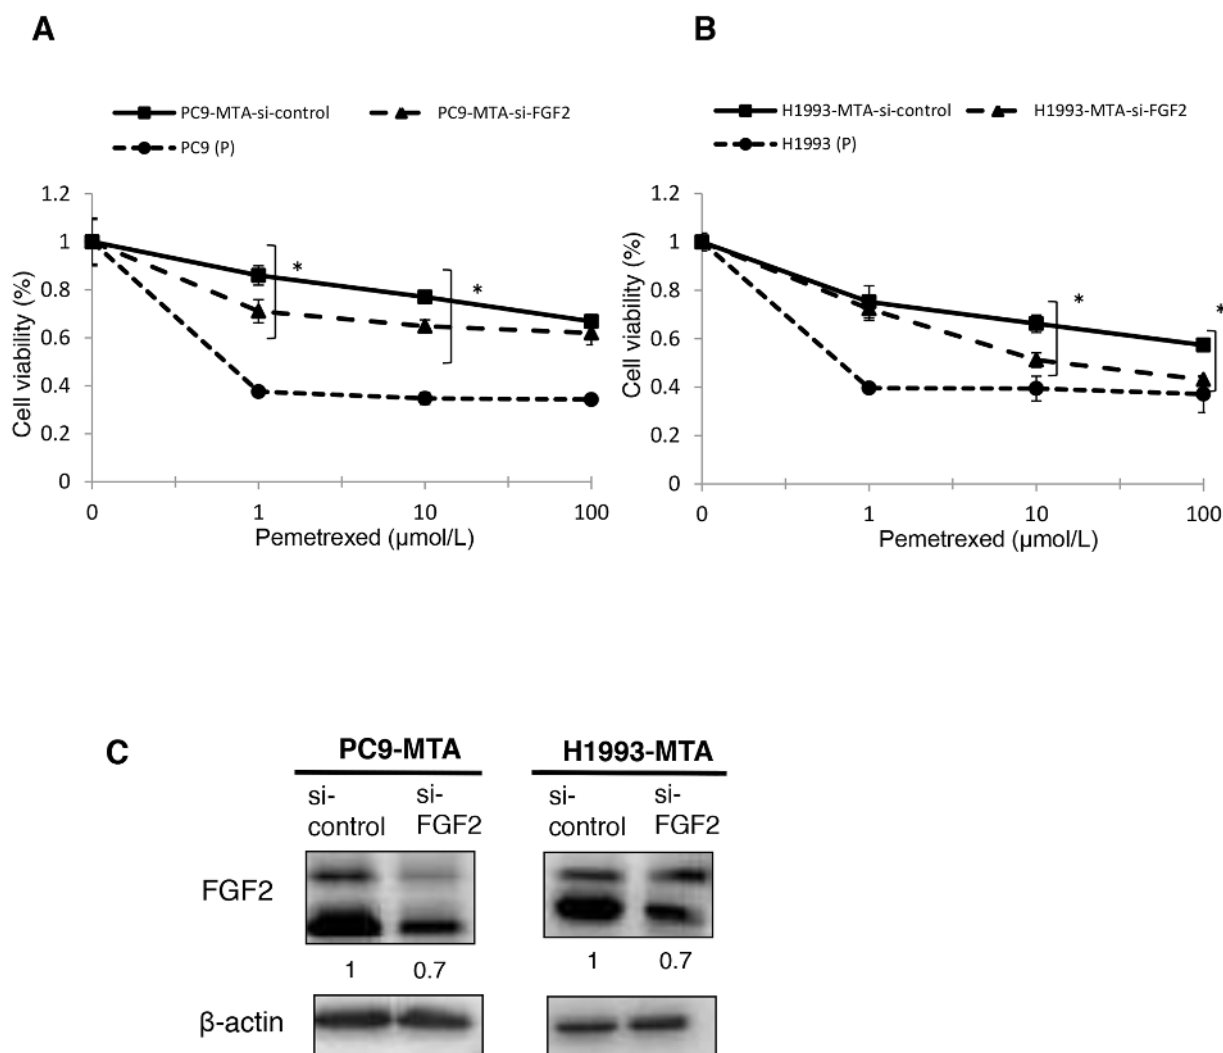 A
B
PC9-MTA-si-control PC9-MTA-si-FGF2
PC9 (P)
H1993-MTA-si-control H1993-MTA-si-FGF2
H1993 (P)
Cell viability (%)
1.2
1
0.8
0.6
0.4
0.2
0
* *
0 1 10 100
Pemetrexed (μmol/L)
Cell viability (%)
1.2
1
0.8
0.6
0.4
0.2
0
* *
0 1 10 100
Pemetrexed (μmol/L)
C
PC9-MTA H1993-MTA
si- si- si- si-
control FGF2 control FGF2
FGF2
1 0.7 1 0.7
β-actin